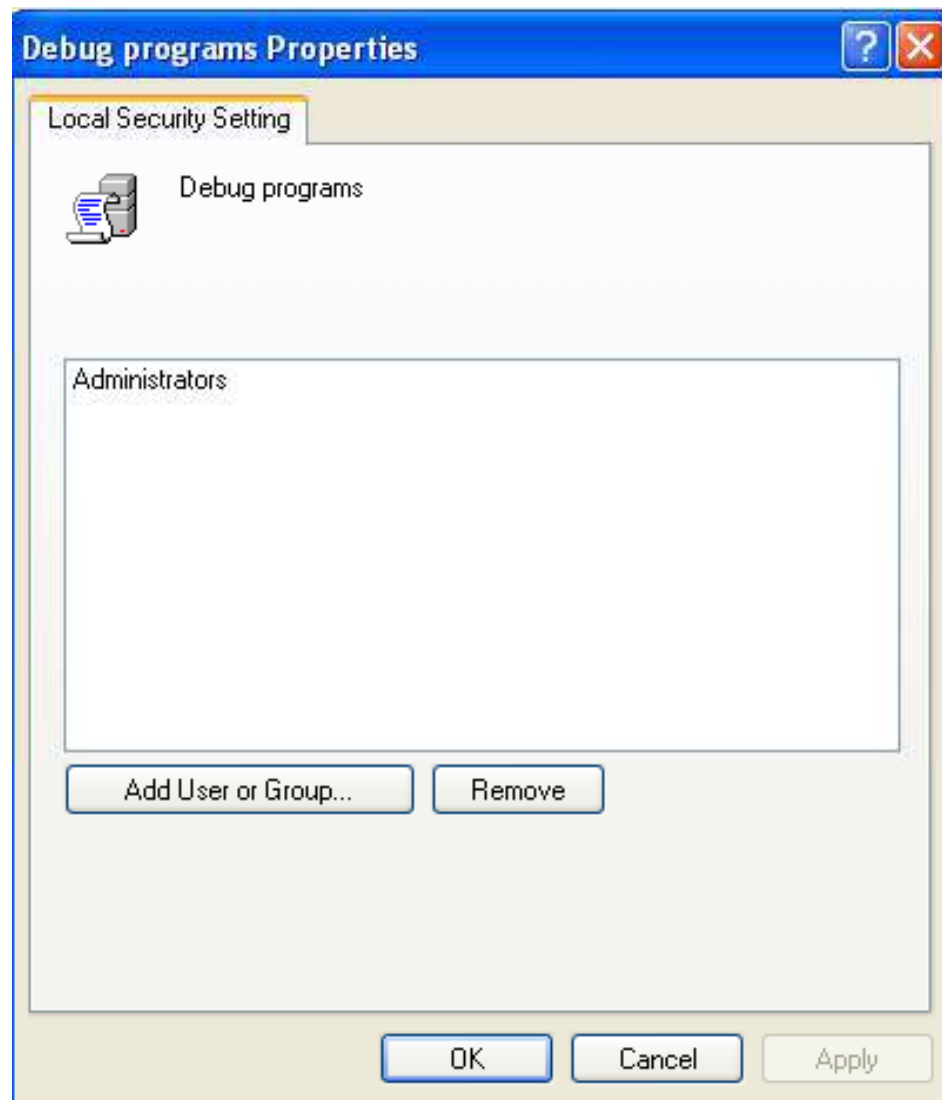 Debug programs Properties
?
Local Security Setting
Debug programs
Administrators
Add User or Group... Remove
OK Cancel Apply